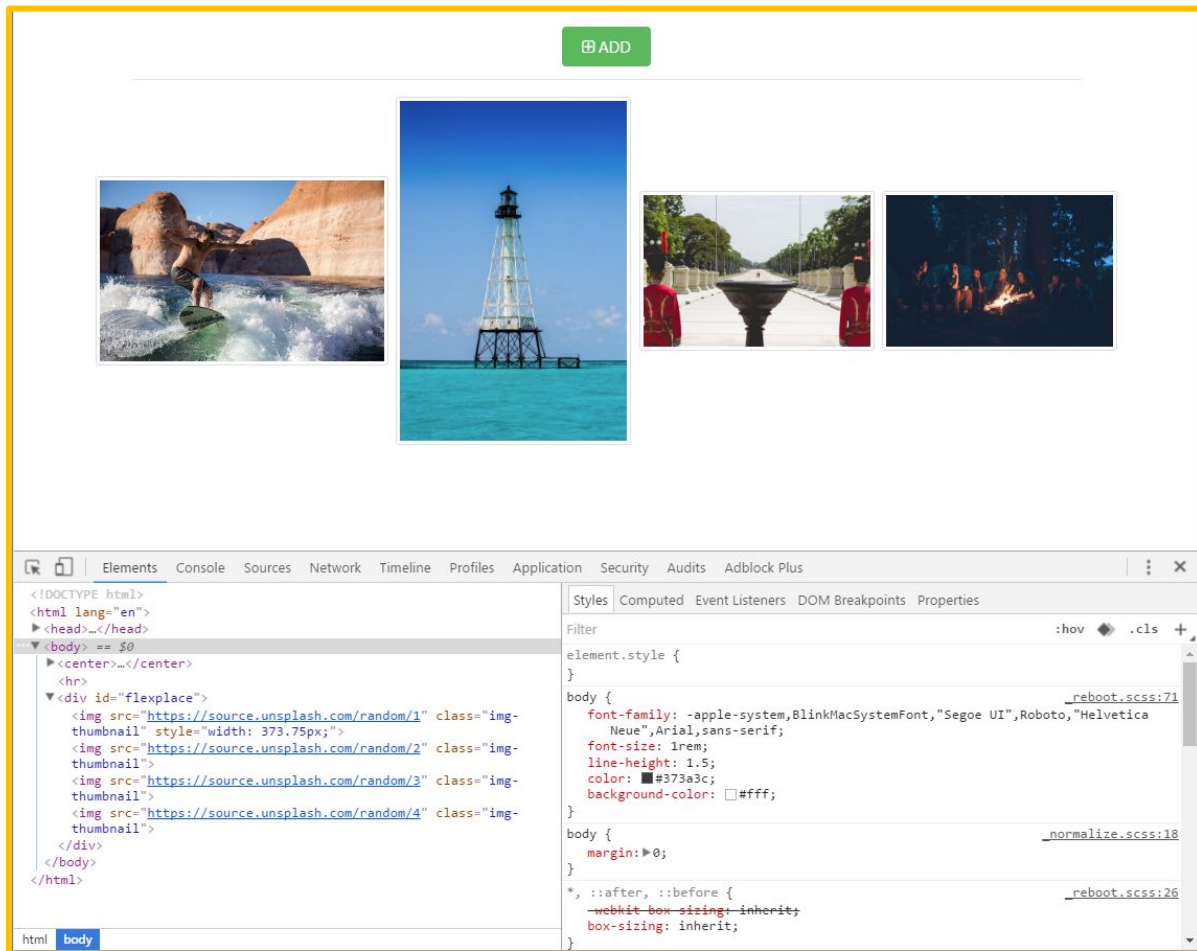 ADD
Elements Console Sources Network Timeline Profiles Application Security Audits Adblock Plus
<!DOCTYPE html>
<html lang="en">
▶<head>…</head>
…▼<body> == $0
▶<center>…</center>
<hr>
▼<div id="flexplace">
<img src="https://source.unsplash.com/random/1" class="img-
thumbnail" style="width: 373.75px;">
<img src="https://source.unsplash.com/random/2" class="img-
thumbnail">
<img src="https://source.unsplash.com/random/3" class="img-
thumbnail">
<img src="https://source.unsplash.com/random/4" class="img-
thumbnail">
</div>
</body>
</html>
html body
Styles Computed Event Listeners DOM Breakpoints Properties
Filter :hov .cls +
element.style {
}
body { _reboot.scss:71
font-family: -apple-system,BlinkMacSystemFont,"Segoe UI",Roboto,"Helvetica
Neue",Arial,sans-serif;
font-size: 1rem;
line-height: 1.5;
color: #373a3c;
background-color: #fff;
}
body { _normalize.scss:18
margin:▶0;
}
*, ::after, ::before { _reboot.scss:26
-webkit-box-sizing: inherit;
box-sizing: inherit;
}